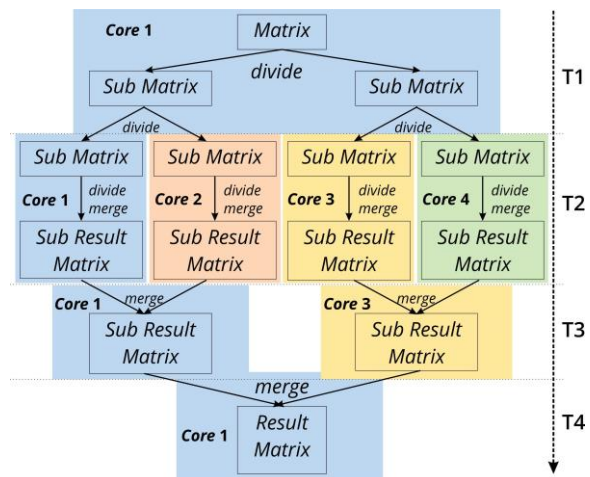 Core 1
Matrix
divide
T1
Sub Matrix
Sub Matrix
divide
divide
Sub Matrix
Sub Matrix
Sub Matrix
Sub Matrix
Core 1
divide
merge
Core 2
divide
merge
Core 3
divide
merge
Core 4
divide
merge
T2
Sub Result
Matrix
Sub Result
Matrix
Sub Result
Matrix
Sub Result
Matrix
Core 1
merge
Core 3
merge
Sub Result
Matrix
Sub Result
Matrix
T3
merge
Core 1
Result
Matrix
T4